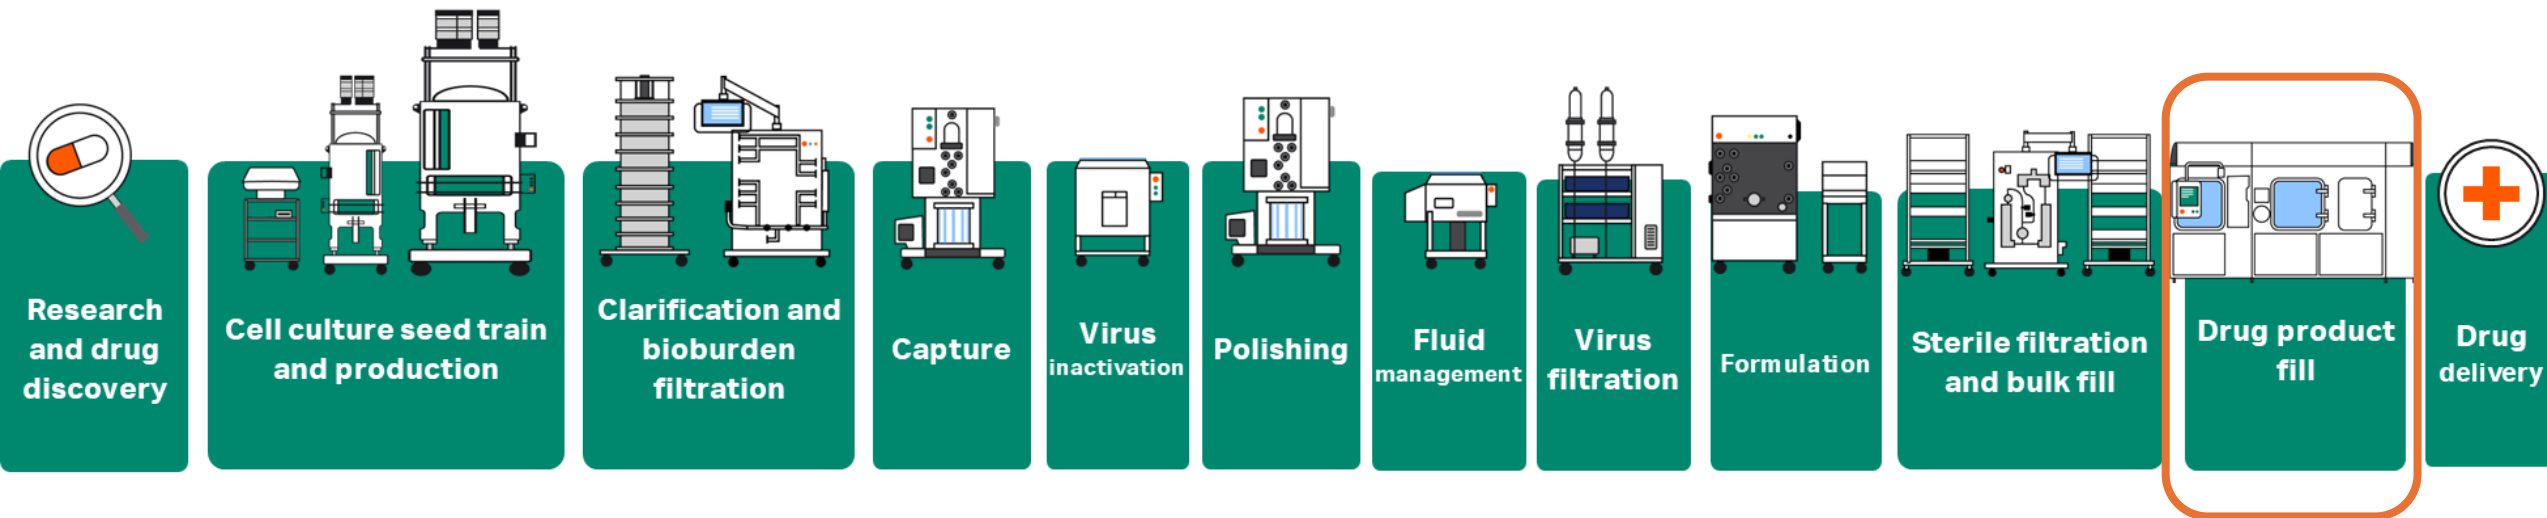 Research
and drug
discovery
Cell culture seed train
and production
Clarification and
bioburden
filtration
Capture
Virus
inactivation
Polishing
Fluid
management
Virus
filtration
Formulation
Sterile filtration
and bulk fill
Drug product
fill
Drug
delivery